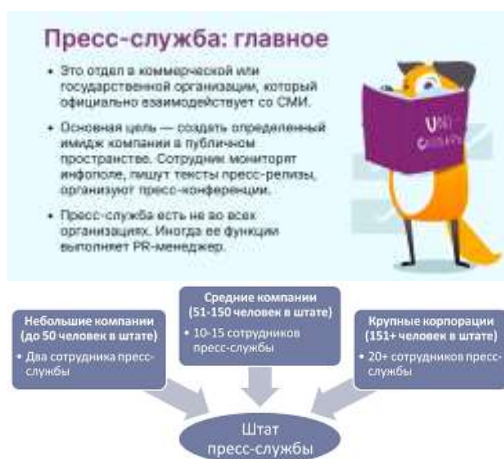 Пресс-служба: главное
• Это отдел в коммерческой или
государственной организации, который
официально взаимодействует со СМИ.
• Основная цель — создать определенный
имидж компании в публичном
пространстве. Сотрудник мониторят
инфополе, пишут тексты пресс-релизы,
организуют пресс-конференции.
• Пресс-служба есть не во всех
организациях. Иногда ее функции
выполняет PR-менеджер.
Небольшие компании
(до 50 человек в штате)
• Два сотрудника пресс-
службы
Средние компании
(51-150 человек в штате)
• 10-15 сотрудников
пресс-службы
Крупные корпорации
(151+ человек в штате)
• 20+ сотрудников пресс-
службы
Штат
пресс-службы